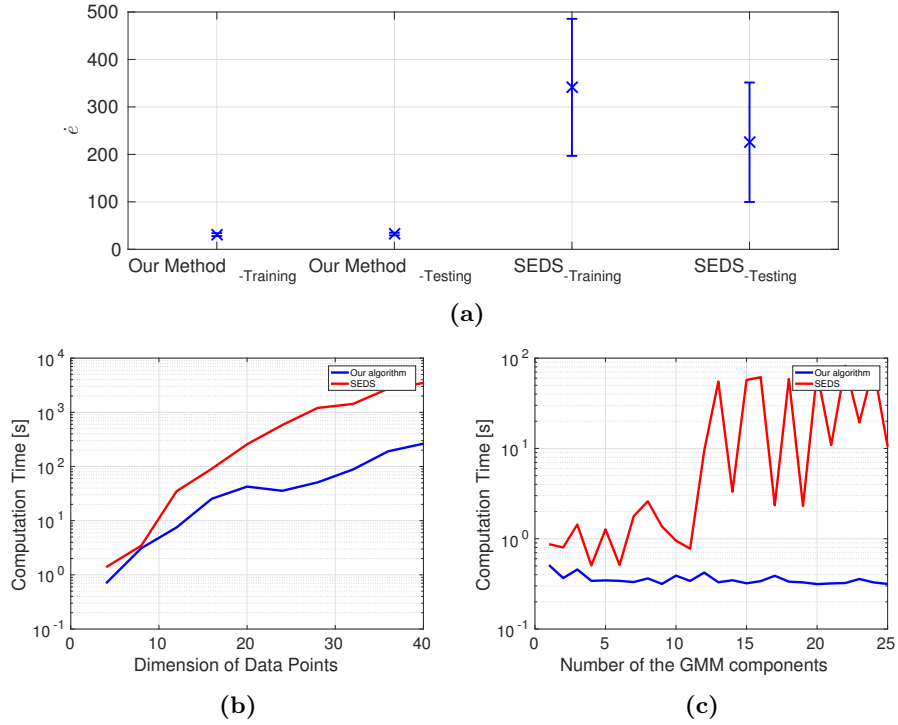 500
400
300
200
100
0
ė
Our Method -Training
Our Method -Testing
SEDS -Training
SEDS -Testing
(a)
10^4
10^3
10^2
10^1
10^0
10^-1
Computation Time [s]
Our algorithm
SEDS
0 10 20 30 40
Dimension of Data Points
(b)
10^2
10^1
10^0
10^-1
Computation Time [s]
Our algorithm
SEDS
0 5 10 15 20 25
Number of the GMM components
(c)